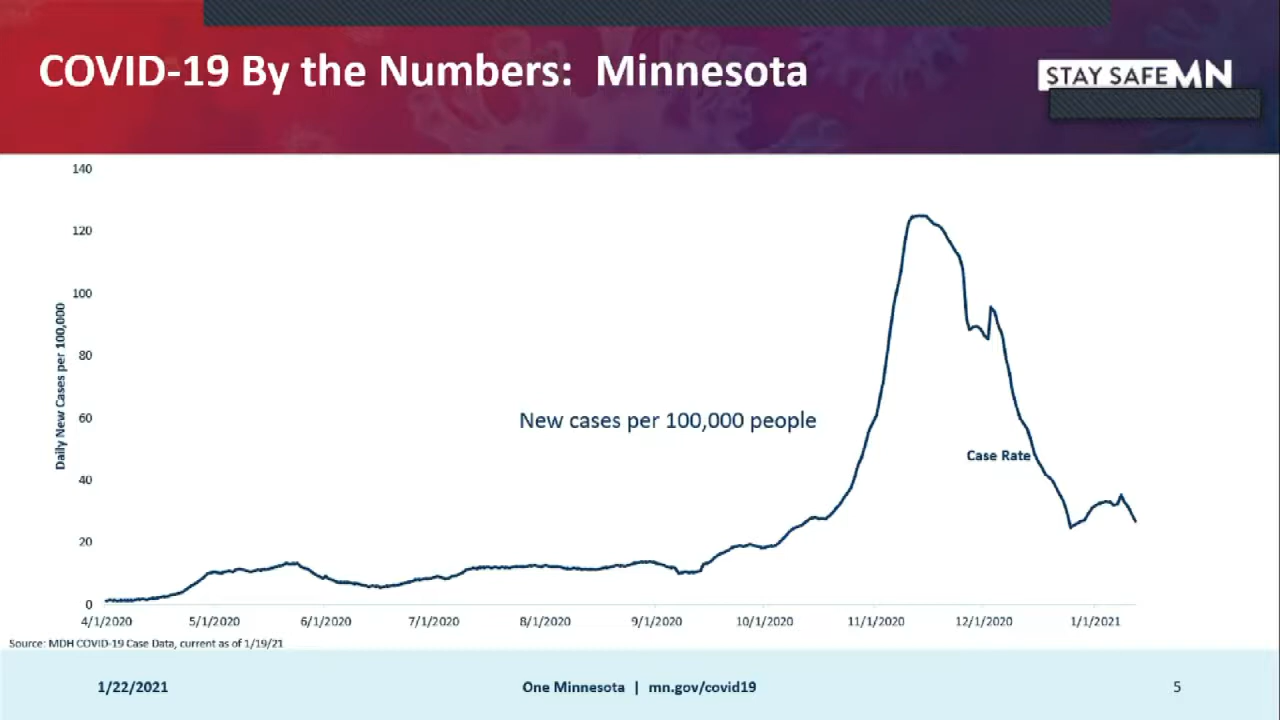 COVID-19 By the Numbers:  Minnesota
STAY SAFE MN
140
120
100
80
60
40
20
0
Daily New Cases per 100,000
New cases per 100,000 people
Case Rate
4/1/2020 5/1/2020 6/1/2020 7/1/2020 8/1/2020 9/1/2020 10/1/2020 11/1/2020 12/1/2020 1/1/2021
Source: MDH COVID-19 Case Data, current as of 1/19/21
1/22/2021 One Minnesota | mn.gov/covid19 5